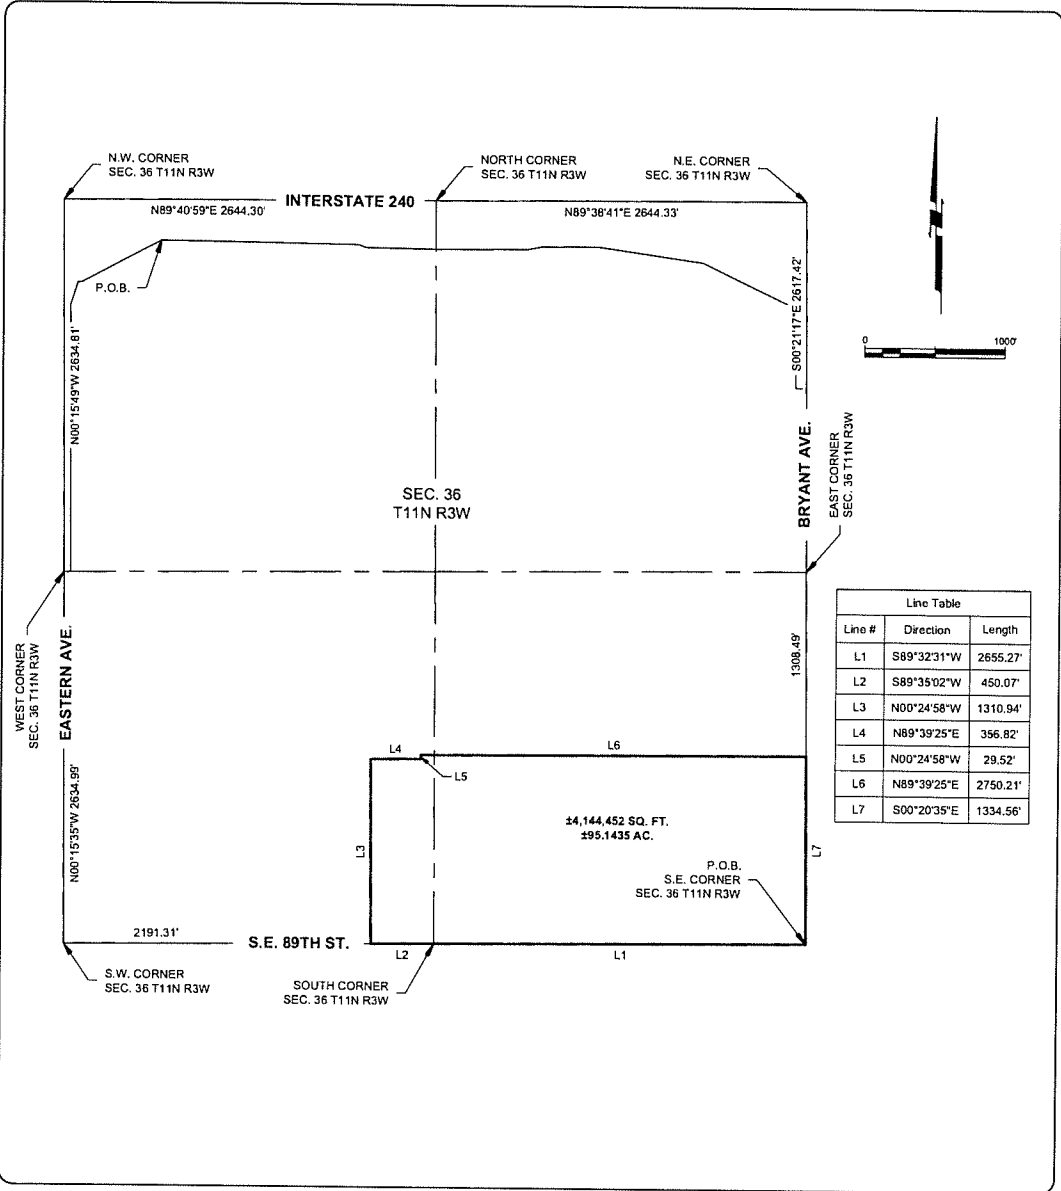 N.W. CORNER
SEC. 36 T11N R3W
NORTH CORNER
SEC. 36 T11N R3W
N.E. CORNER
SEC. 36 T11N R3W
INTERSTATE 240
N89°40'59"E 2644.30'
N89°38'41"E 2644.33'
P.O.B.
S00°21'17"E 2617.42'
0
1000'
N00°15'49"W 2634.81'
SEC. 36
T11N R3W
BRYANT AVE.
EAST CORNER
SEC. 36 T11N R3W
WEST CORNER
SEC. 36 T11N R3W
EASTERN AVE.
1308.49'
Line Table
Line # Direction Length
L1 S89°32'31"W 2655.27'
L2 S89°35'02"W 450.07'
L3 N00°24'58"W 1310.94'
L4 N89°39'25"E 356.82'
L5 N00°24'58"W 29.52'
L6 N89°39'25"E 2750.21'
L7 S00°20'35"E 1334.56'
L4
L6
L5
N00°15'35"W 2634.99'
L3
±4,144,452 SQ. FT.
±95.1435 AC.
L7
P.O.B.
S.E. CORNER
SEC. 36 T11N R3W
2191.31'
S.E. 89TH ST.
L2
L1
S.W. CORNER
SEC. 36 T11N R3W
SOUTH CORNER
SEC. 36 T11N R3W